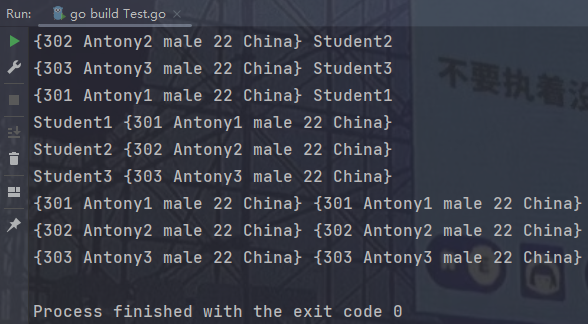 Run: go build Test.go ×
{302 Antony2 male 22 China} Student2
{303 Antony3 male 22 China} Student3
{301 Antony1 male 22 China} Student1
Student1 {301 Antony1 male 22 China}
Student2 {302 Antony2 male 22 China}
Student3 {303 Antony3 male 22 China}
{301 Antony1 male 22 China} {301 Antony1 male 22 China}
{302 Antony2 male 22 China} {302 Antony2 male 22 China}
{303 Antony3 male 22 China} {303 Antony3 male 22 China}
Process finished with the exit code 0
不要执着没